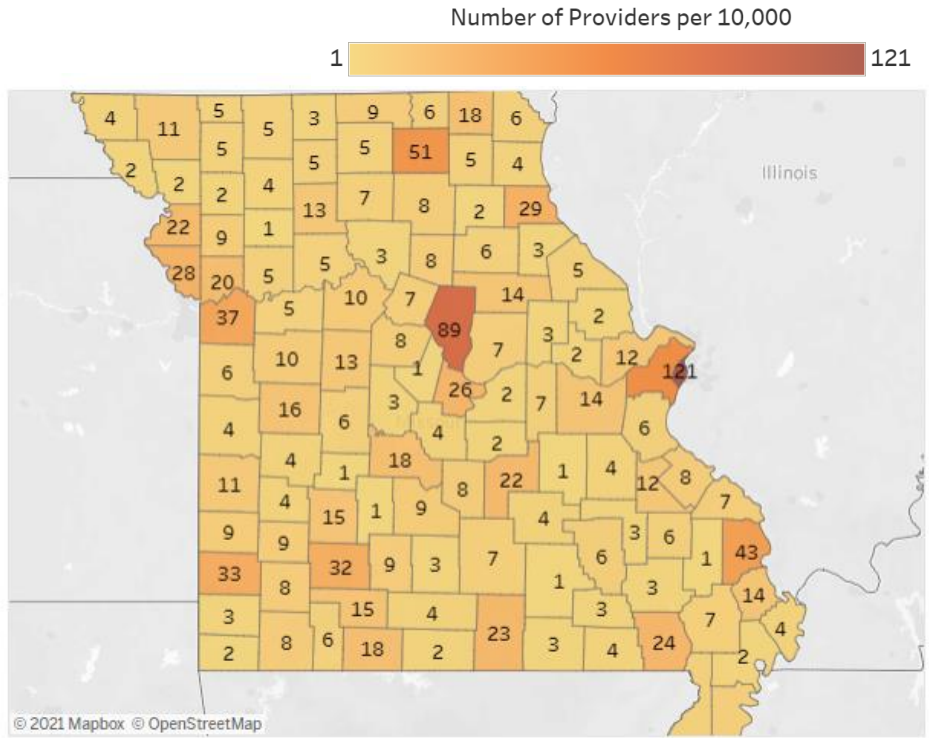 Number of Providers per 10,000
1 121
4 11 5 5 3 9 6 18 6
5 5 5 51 5 4
2 2 2 4 13 7 8 2 29
Illinois
22 9 1 3 8 6 3
28 20 5 5 5
37 5 10 7 89 14 2
6 10 13 8 1 7 3 2 12 121
4 16 6 3 26 2 7 14 6
4 2
11 4 1 18 8 22 1 4 12 8 7
4 15 1 9 4
9 9 3 6 1 43
33 8 32 9 3 7 1 6 3 14
3 15 4 3 7 4
2 8 6 18 2 23 3 4 24 2
© 2021 Mapbox © OpenStreetMap